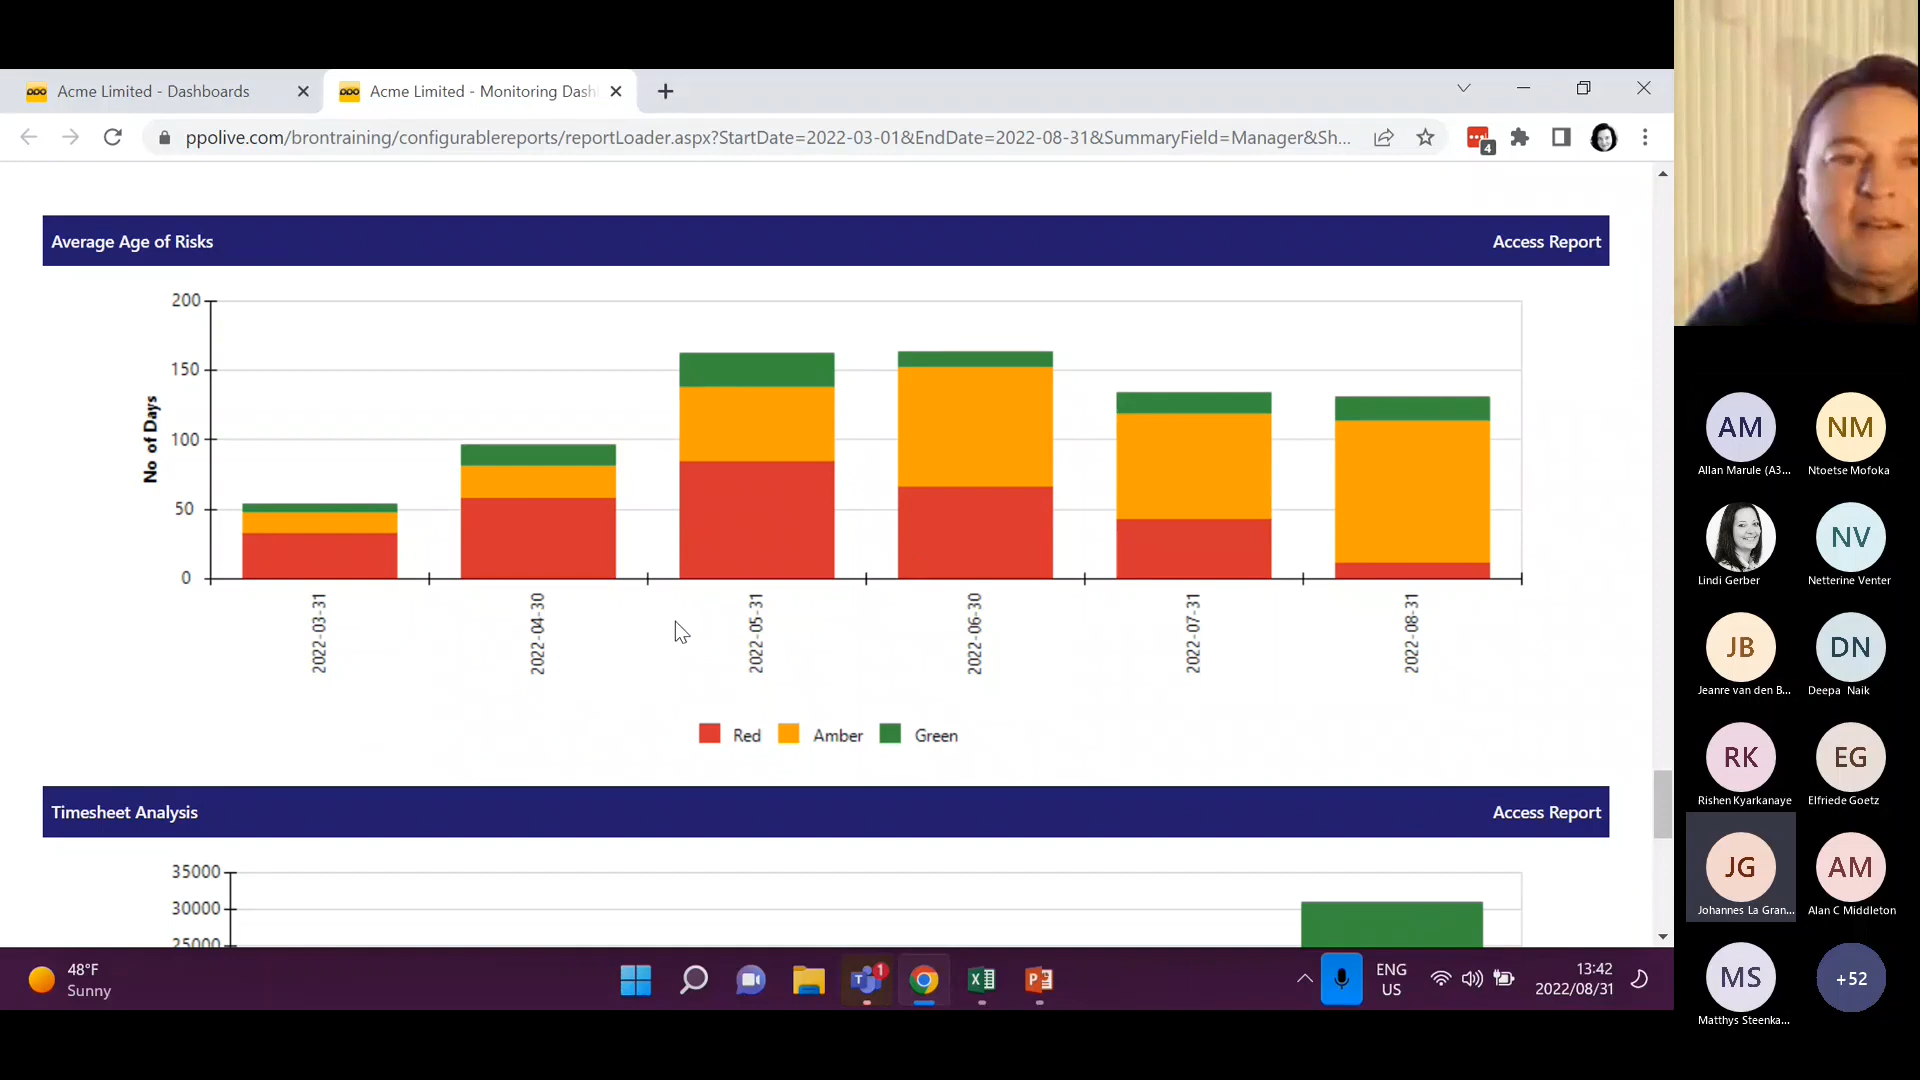 Acme Limited - Dashboards
Acme Limited - Monitoring Dash
ppolive.com/brontraining/configurablereports/reportLoader.aspx?StartDate=2022-03-01&EndDate=2022-08-31&SummaryField=Manager&Sh...
4
Average Age of Risks
Access Report
200
150
100
50
0
No of Days
2022-03-31
2022-04-30
2022-05-31
2022-06-30
2022-07-31
2022-08-31
Red
Amber
Green
Timesheet Analysis
Access Report
35000
30000
25000
48°F
Sunny
1
ENG
US
13:42
2022/08/31
AM
Allan Marule (A3...
NM
Ntoetse Mofoka
Lindi Gerber
NV
Netterine Venter
JB
Jeanre van den B...
DN
Deepa Naik
RK
Rishen Kyarkanaye
EG
Elfriede Goetz
JG
Johannes La Gran...
AM
Alan C Middleton
MS
Matthys Steenka...
+52